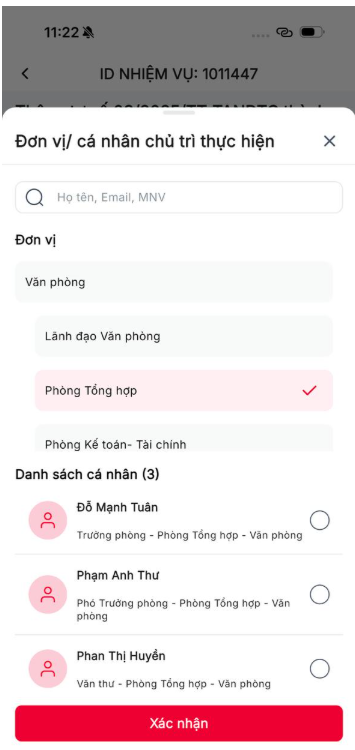 11:22
ID NHIỆM VỤ: 1011447
Đơn vị/ cá nhân chủ trì thực hiện
Họ tên, Email, MNV
Đơn vị
Văn phòng
Lãnh đạo Văn phòng
Phòng Tổng hợp
Phòng Kế toán- Tài chính
Danh sách cá nhân (3)
Đỗ Mạnh Tuân
Trưởng phòng - Phòng Tổng hợp - Văn phòng
Phạm Anh Thư
Phó Trưởng phòng - Phòng Tổng hợp - Văn
phòng
Phan Thị Huyền
Văn thư - Phòng Tổng hợp - Văn phòng
Xác nhận